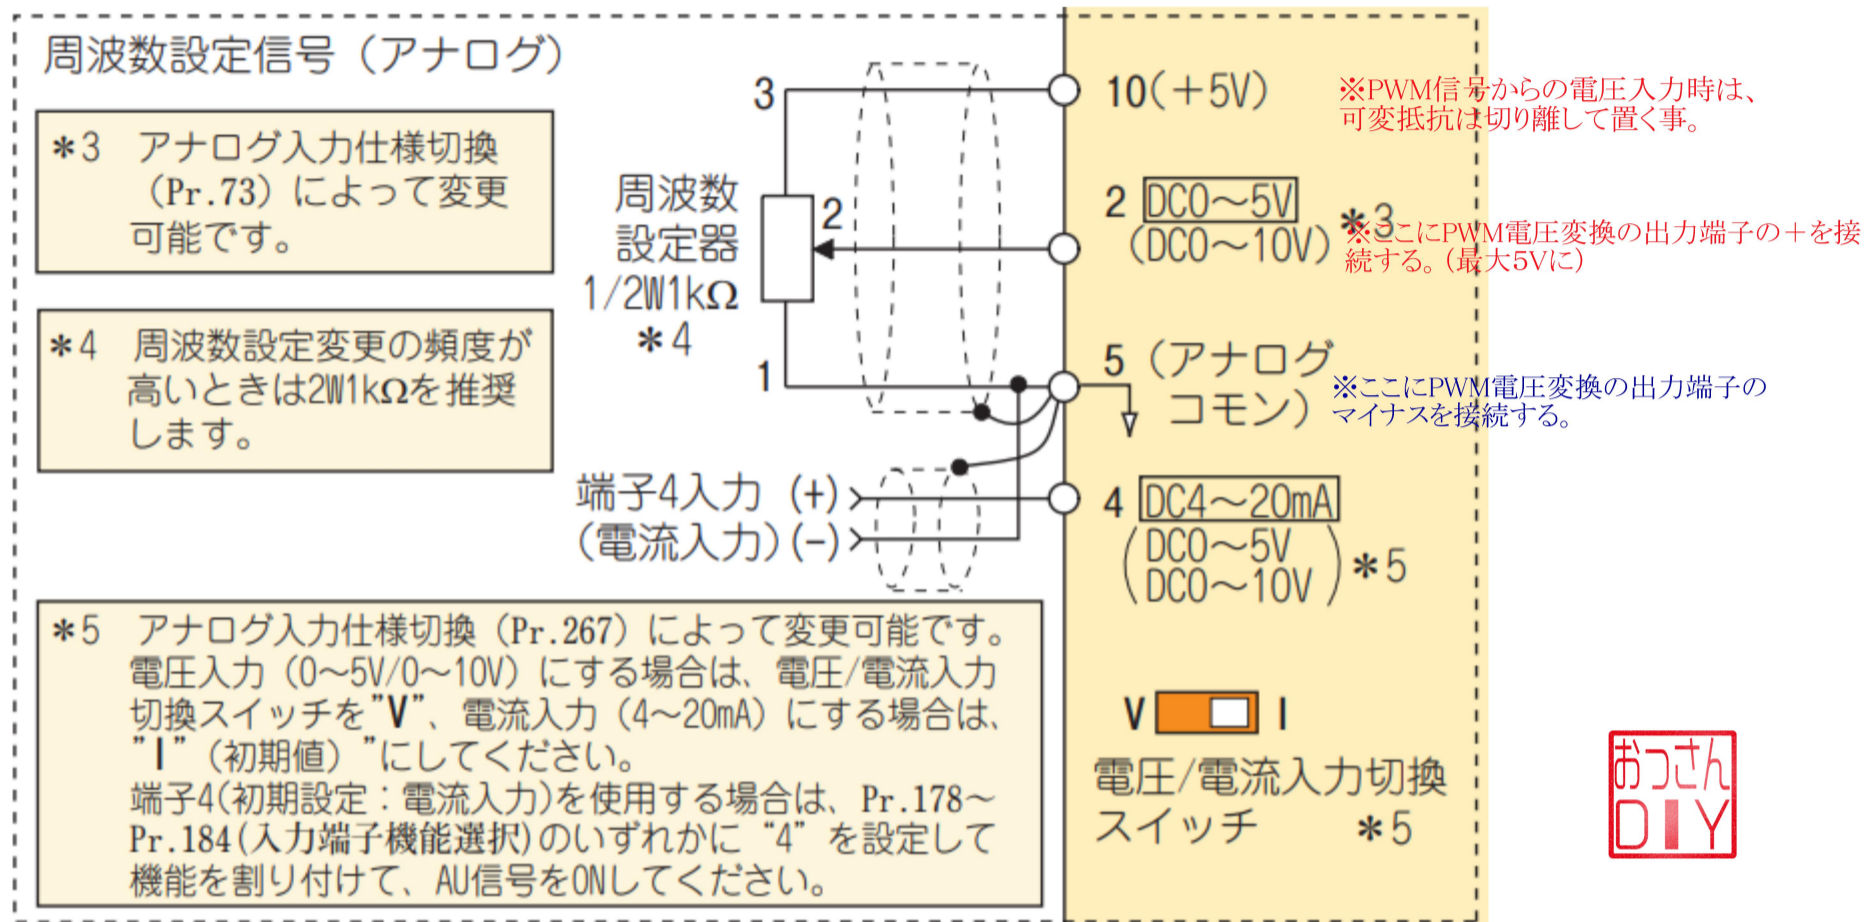 周波数設定信号（アナログ）
＊3 アナログ入力仕様切換
（Pr.73）によって変更
可能です。
＊4 周波数設定変更の頻度が
高いときは2W1kΩを推奨
します。
3
周波数
設定器
1/2W1kΩ
＊4
2
1
端子4入力 (+)
（電流入力）(−)
10(＋5V)
※PWM信号からの電圧入力時は、
可変抵抗は切り離して置く事。
2 DC0〜5V
（DC0〜10V）＊3
※ここにPWM電圧変換の出力端子の＋を接
続する。（最大5Vに）
5（アナログ
コモン）
※ここにPWM電圧変換の出力端子の
マイナスを接続する。
4 DC4〜20mA
DC0〜5V
DC0〜10V
＊5
＊5 アナログ入力仕様切換（Pr.267）によって変更可能です。
電圧入力（0〜5V/0〜10V）にする場合は、電圧/電流入力
切換スイッチを"V"、電流入力（4〜20mA）にする場合は、
"I"（初期値）"にしてください。
端子4(初期設定：電流入力)を使用する場合は、Pr.178〜
Pr.184(入力端子機能選択)のいずれかに“4”を設定して
機能を割り付けて、AU信号をONしてください。
V I
電圧/電流入力切換
スイッチ ＊5
おっさん
DIY